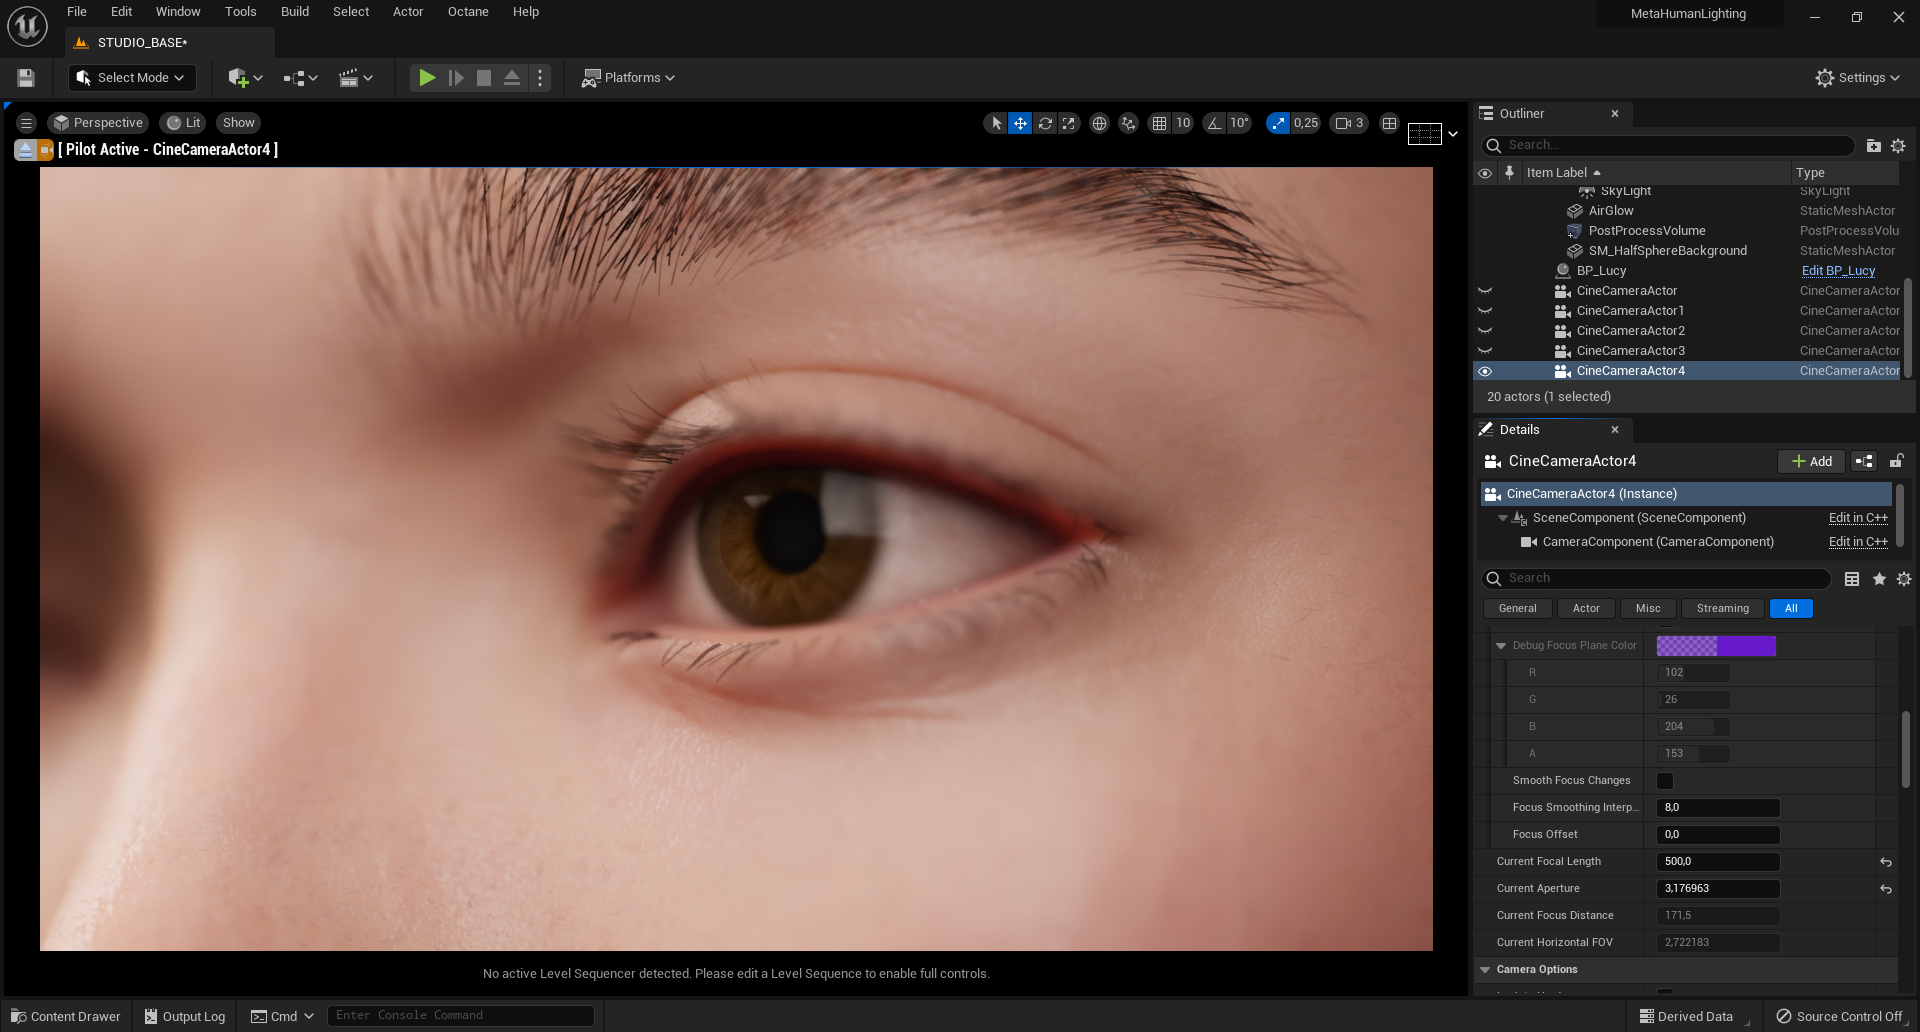 File Edit Window Tools Build Select Actor Octane Help
MetaHumanLighting
STUDIO_BASE*
Select Mode
Platforms
Settings
Perspective Lit Show
10 10° 0,25 3
[ Pilot Active - CineCameraActor4 ]
Outliner
Search...
Item Label Type
SkyLight SkyLight
AirGlow StaticMeshActor
PostProcessVolume PostProcessVolu
SM_HalfSphereBackground StaticMeshActor
BP_Lucy Edit BP_Lucy
CineCameraActor CineCameraActor
CineCameraActor1 CineCameraActor
CineCameraActor2 CineCameraActor
CineCameraActor3 CineCameraActor
CineCameraActor4 CineCameraActor
20 actors (1 selected)
Details
CineCameraActor4
Add
CineCameraActor4 (Instance)
SceneComponent (SceneComponent) Edit in C++
CameraComponent (CameraComponent) Edit in C++
Search
General Actor Misc Streaming All
Debug Focus Plane Color
R 102
G 26
B 204
A 153
Smooth Focus Changes
Focus Smoothing Interp... 8,0
Focus Offset 0,0
Current Focal Length 500,0
Current Aperture 3,176963
Current Focus Distance 171,5
Current Horizontal FOV 2,722183
Camera Options
No active Level Sequencer detected. Please edit a Level Sequence to enable full controls.
Content Drawer Output Log Cmd Enter Console Command Derived Data Source Control Off